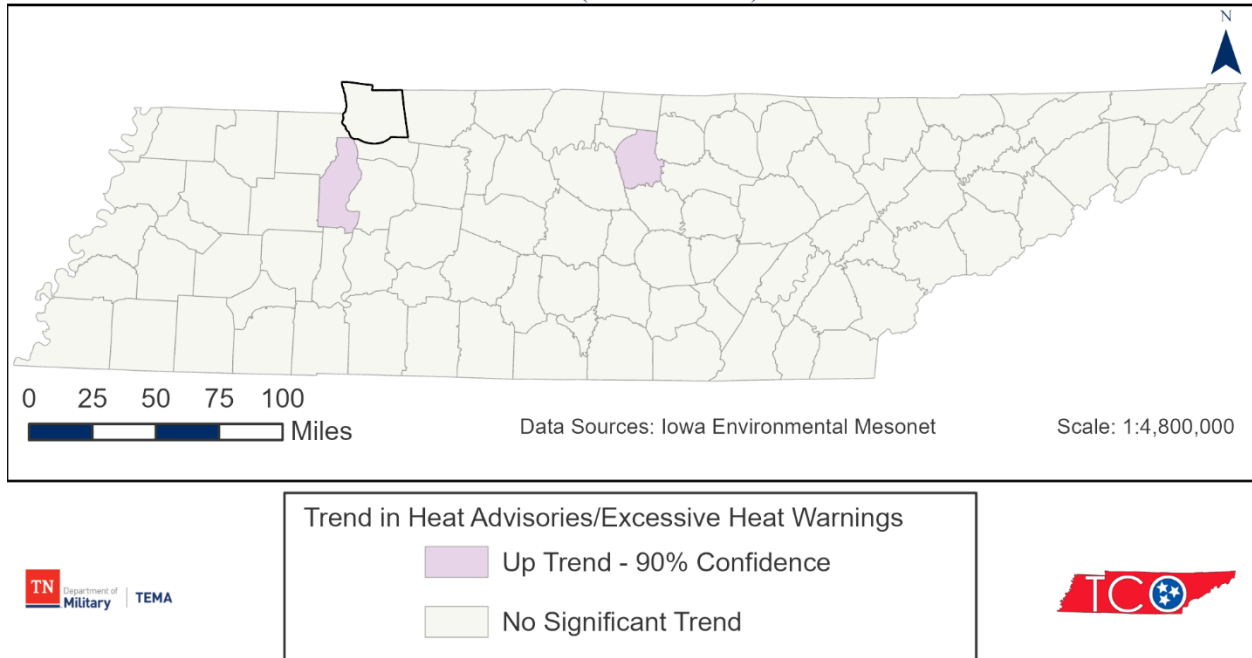 N
0 25 50 75 100
Miles
Data Sources: Iowa Environmental Mesonet
Scale: 1:4,800,000
Trend in Heat Advisories/Excessive Heat Warnings
Up Trend - 90% Confidence
No Significant Trend
TN
Department of
Military
TEMA
TCO